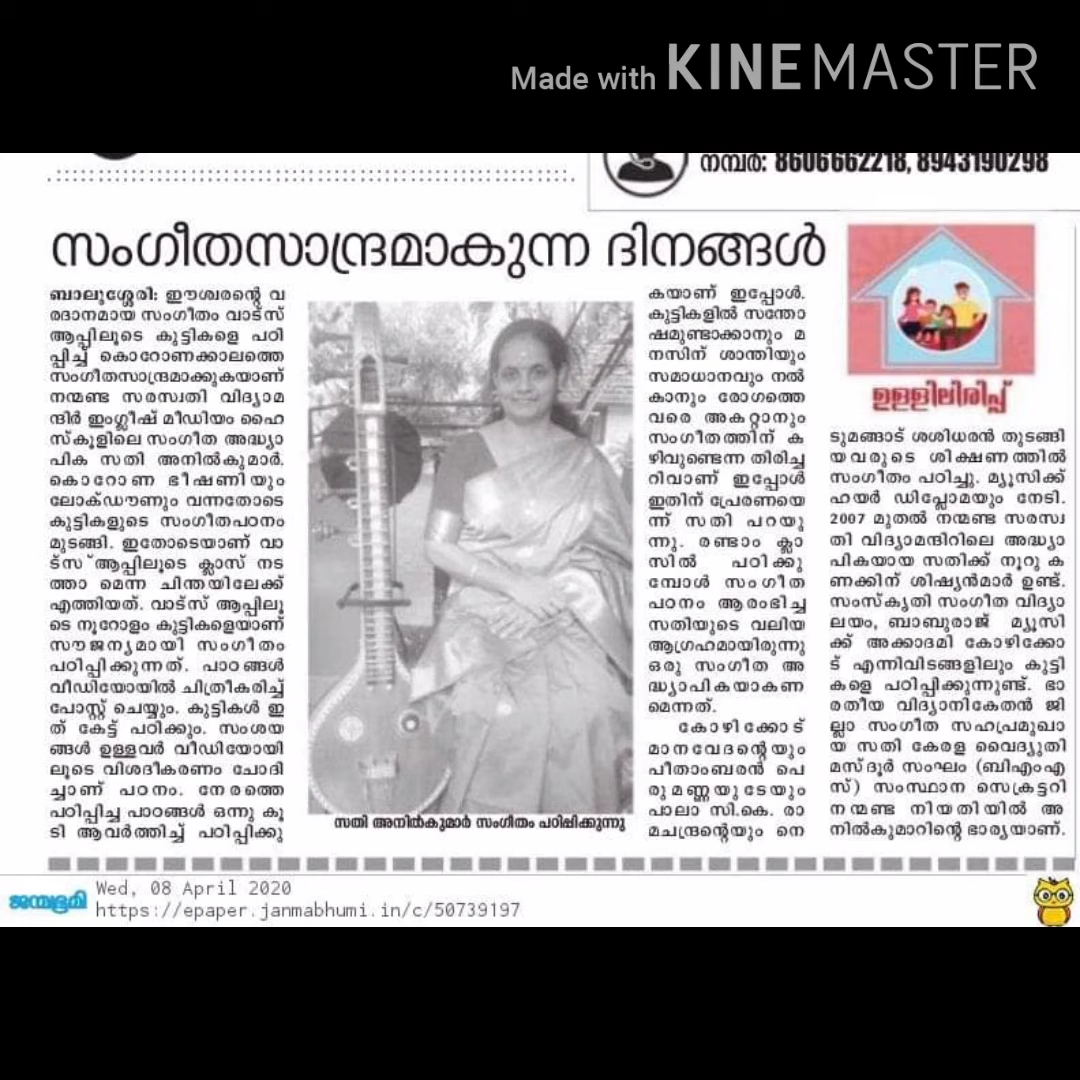 Made with KINEMASTER
നമ്പർ: 8606662218, 8943190298
സംഗീതസാന്ദ്രമാകുന്ന ദിനങ്ങൾ
ബാലുശ്ശേരി: ഈശ്വരന്റെ വ
രദാനമായ സംഗീതം വാട്സ്
ആപ്പിലൂടെ കുട്ടികളെ പഠി
പ്പിച്ച് കൊറോണക്കാലത്തെ
സംഗീതസാന്ദ്രമാക്കുകയാണ്
നന്മണ്ട സരസ്വതി വിദ്യാമ
ന്ദിർ ഇംഗ്ലീഷ് മീഡിയം ഹൈ
സ്കൂളിലെ സംഗീത അദ്ധ്യാ
പിക സതി അനിൽകുമാർ.
കൊറോണ ഭീഷണിയും
ലോക്ഡൗണും വന്നതോടെ
കുട്ടികളുടെ സംഗീതപഠനം
മുടങ്ങി. ഇതോടെയാണ് വാ
ട്സ് ആപ്പിലൂടെ ക്ലാസ് നട
ത്താ മെന്ന ചിന്തയിലേക്ക്
എത്തിയത്. വാട്സ് ആപ്പിലൂ
ടെ നൂറോളം കുട്ടികളെയാണ്
സൗജന്യമായി സംഗീതം
പഠിപ്പിക്കുന്നത്. പാഠങ്ങൾ
വീഡിയോയിൽ ചിത്രീകരിച്ച്
പോസ്റ്റ് ചെയ്യും. കുട്ടികൾ ഇ
ത് കേട്ട് പഠിക്കും. സംശയ
ങ്ങൾ ഉള്ളവർ വീഡിയോയി
ലൂടെ വിശദീകരണം ചോദി
ച്ചാണ് പഠനം. നേരത്തെ
പഠിപ്പിച്ച പാഠങ്ങൾ ഒന്നു കൂ
ടി ആവർത്തിച്ച് പഠിപ്പിക്കു
സതി അനിൽകുമാർ സംഗീതം പഠിപ്പിക്കുന്നു
കയാണ് ഇപ്പോൾ.
കുട്ടികളിൽ സന്തോ
ഷമുണ്ടാക്കാനും മ
നസിന് ശാന്തിയും
സമാധാനവും നൽ
കാനും രോഗത്തെ
വരെ അകറ്റാനും
സംഗീതത്തിന് ക
ഴിവുണ്ടെന്ന തിരിച്ച
റിവാണ് ഇപ്പോൾ
ഇതിന് പ്രേരണയെ
ന്ന് സതി പറയു
ന്നു. രണ്ടാം ക്ലാ
സിൽ പഠിക്കു
മ്പോൾ സംഗീത
പഠനം ആരംഭിച്ച
സതിയുടെ വലിയ
ആഗ്രഹമായിരുന്നു
ഒരു സംഗീത അ
ദ്ധ്യാപികയാകണ
മെന്നത്.
കോഴിക്കോട്
മാനവേദന്റെയും
പീതാംബരൻ പെ
രുമണ്ണയുടേയും
പാലാ സി.കെ. രാ
മചന്ദ്രന്റെയും നെ
ഉള്ളിലിരിപ്പ്
ടുമങ്ങാട് ശശിധരൻ തുടങ്ങി
യവരുടെ ശിക്ഷണത്തിൽ
സംഗീതം പഠിച്ചു. മ്യൂസിക്ക്
ഹയർ ഡിപ്ലോമയും നേടി.
2007 മുതൽ നന്മണ്ട സരസ്വ
തി വിദ്യാമന്ദിറിലെ അദ്ധ്യാ
പികയായ സതിക്ക് നൂറു ക
ണക്കിന് ശിഷ്യൻമാർ ഉണ്ട്.
സംസ്കൃതി സംഗീത വിദ്യാ
ലയം, ബാബുരാജ് മ്യൂസി
ക്ക് അക്കാദമി കോഴിക്കോ
ട് എന്നിവിടങ്ങളിലും കുട്ടി
കളെ പഠിപ്പിക്കുന്നുണ്ട്. ഭാ
രതീയ വിദ്യാനികേതൻ ജി
ല്ലാ സംഗീത സഹപ്രമുഖാ
യ സതി കേരള വൈദ്യുതി
മസ്ദൂർ സംഘം (ബിഎംഎ
സ്) സംസ്ഥാന സെക്രട്ടറി
നന്മണ്ട നിയതിയിൽ അ
നിൽകുമാറിന്റെ ഭാര്യയാണ്.
ജന്മഭൂമി
Wed, 08 April 2020
https://epaper.janmabhumi.in/c/50739197